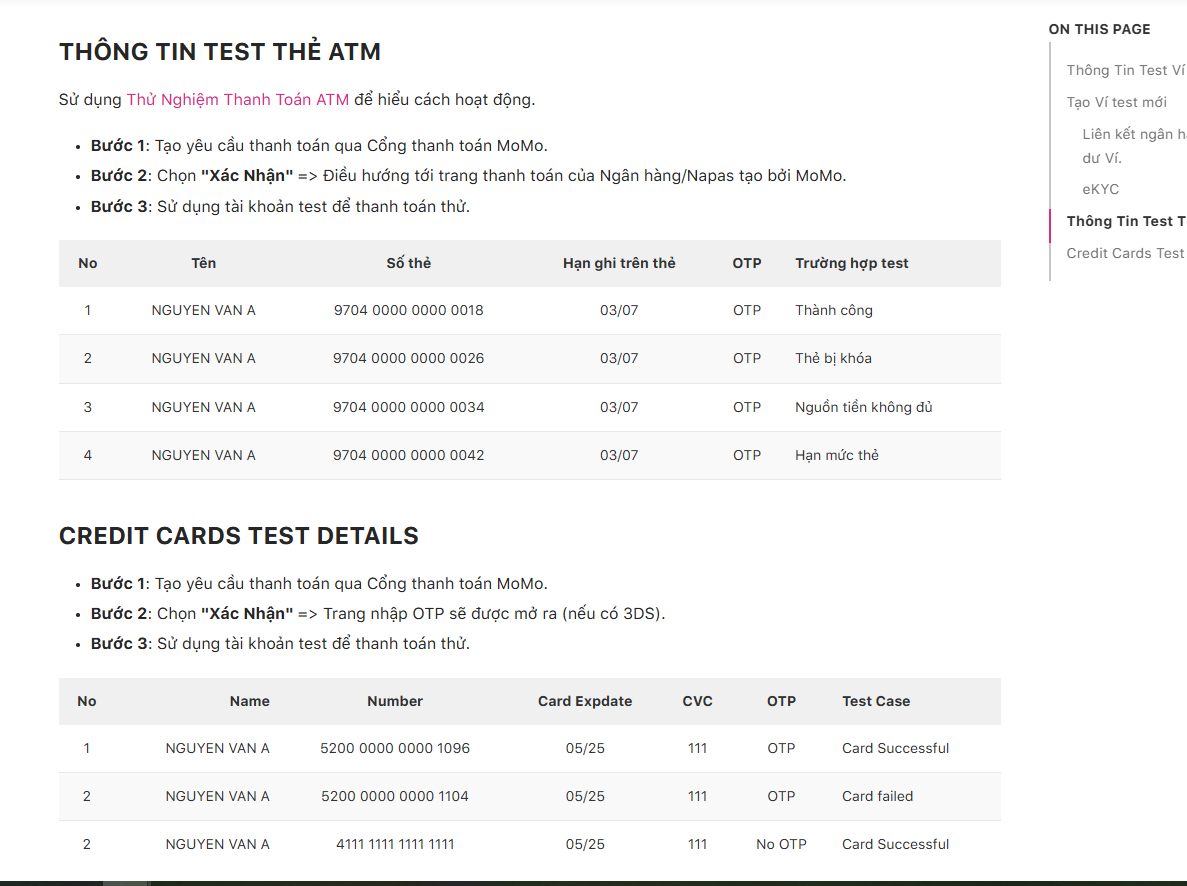 THÔNG TIN TEST THẺ ATM
Sử dụng Thử Nghiệm Thanh Toán ATM để hiểu cách hoạt động.
• Bước 1: Tạo yêu cầu thanh toán qua Cổng thanh toán MoMo.
• Bước 2: Chọn "Xác Nhận" => Điều hướng tới trang thanh toán của Ngân hàng/Napas tạo bởi MoMo.
• Bước 3: Sử dụng tài khoản test để thanh toán thử.
No Tên Số thẻ Hạn ghi trên thẻ OTP Trường hợp test
1 NGUYEN VAN A 9704 0000 0000 0018 03/07 OTP Thành công
2 NGUYEN VAN A 9704 0000 0000 0026 03/07 OTP Thẻ bị khóa
3 NGUYEN VAN A 9704 0000 0000 0034 03/07 OTP Nguồn tiền không đủ
4 NGUYEN VAN A 9704 0000 0000 0042 03/07 OTP Hạn mức thẻ
CREDIT CARDS TEST DETAILS
• Bước 1: Tạo yêu cầu thanh toán qua Cổng thanh toán MoMo.
• Bước 2: Chọn "Xác Nhận" => Trang nhập OTP sẽ được mở ra (nếu có 3DS).
• Bước 3: Sử dụng tài khoản test để thanh toán thử.
No Name Number Card Expdate CVC OTP Test Case
1 NGUYEN VAN A 5200 0000 0000 1096 05/25 111 OTP Card Successful
2 NGUYEN VAN A 5200 0000 0000 1104 05/25 111 OTP Card failed
2 NGUYEN VAN A 4111 1111 1111 1111 05/25 111 No OTP Card Successful
ON THIS PAGE
Thông Tin Test Ví
Tạo Ví test mới
Liên kết ngân h
dư Ví.
eKYC
Thông Tin Test T
Credit Cards Test